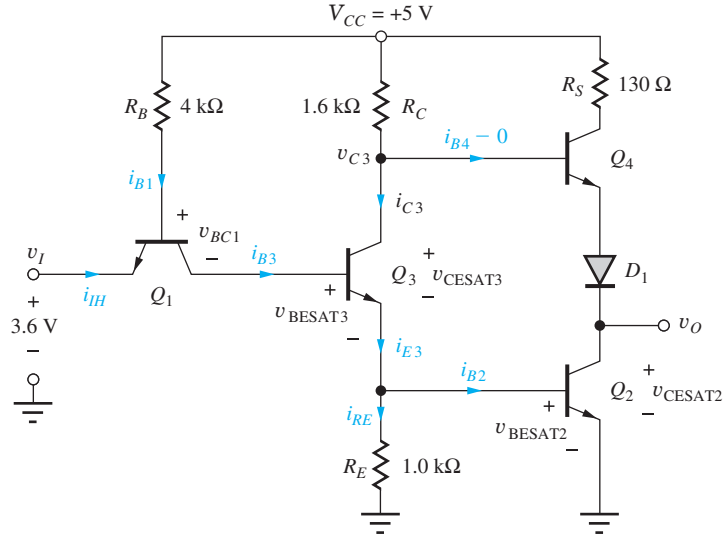 V_CC = +5 V
R_B 4 kΩ
1.6 kΩ R_C
R_S 130 Ω
v_C3
i_B4 − 0
Q_4
i_B1
i_C3
+ v_BC1 −
v_I
i_IH
Q_1
i_B3
Q_3
+ v_CESAT3 −
D_1
+ 3.6 V −
+ v_BESAT3 −
v_O
i_E3
i_B2
Q_2
+ v_CESAT2 −
i_RE
+ v_BESAT2 −
R_E 1.0 kΩ